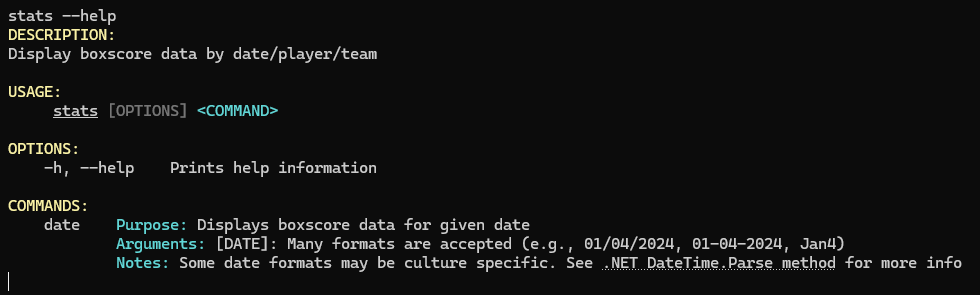 stats --help
DESCRIPTION:
Display boxscore data by date/player/team
USAGE:
stats [OPTIONS] <COMMAND>
OPTIONS:
-h, --help    Prints help information
COMMANDS:
date    Purpose: Displays boxscore data for given date
Arguments: [DATE]: Many formats are accepted (e.g., 01/04/2024, 01-04-2024, Jan4)
Notes: Some date formats may be culture specific. See .NET DateTime.Parse method for more info